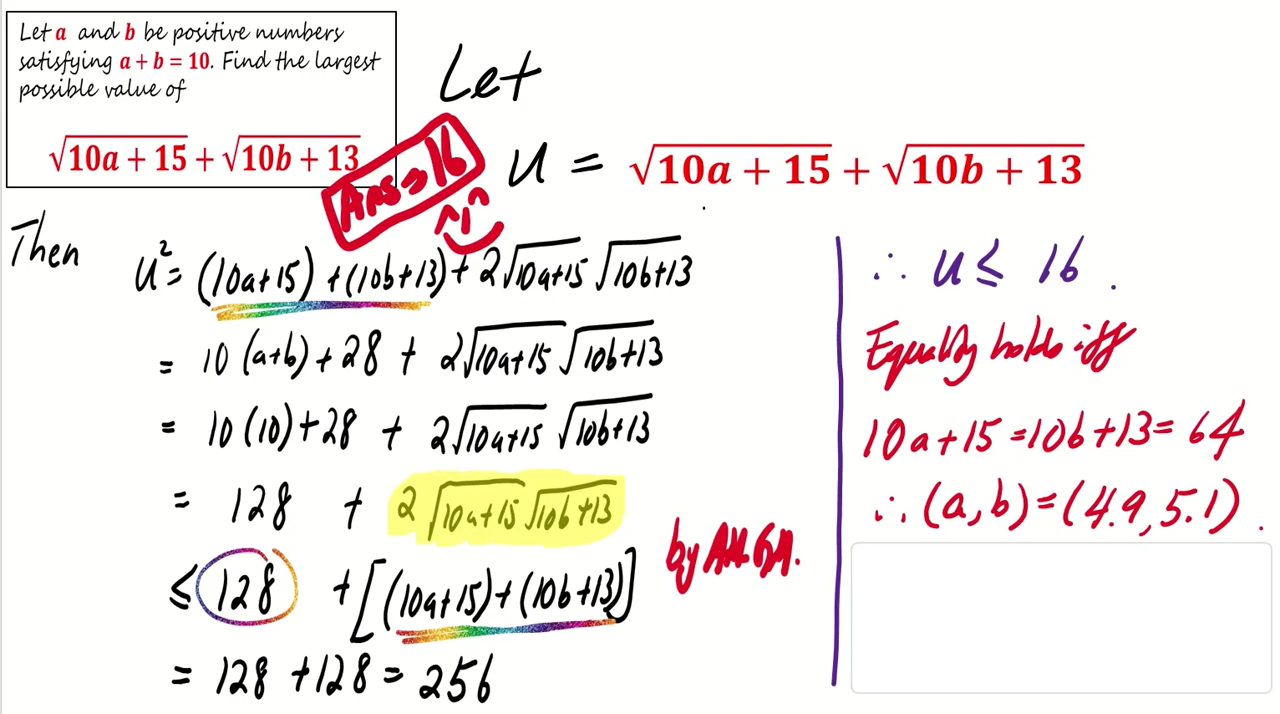 Let a and b be positive numbers
satisfying a + b = 10. Find the largest
possible value of
√10a + 15 + √10b + 13
Ans = 16
Let
u = √10a + 15 + √10b + 13
Then
u² = (10a+15) + (10b+13) + 2√10a+15 √10b+13
= 10(a+b) + 28 + 2√10a+15 √10b+13
= 10(10) + 28 + 2√10a+15 √10b+13
= 128 + 2√10a+15 √10b+13
≤ 128 + [(10a+15) + (10b+13)]
by AM-GM.
= 128 + 128 = 256
∴ u ≤ 16.
Equality holds iff
10a+15 = 10b+13 = 64
∴ (a, b) = (4.9, 5.1).